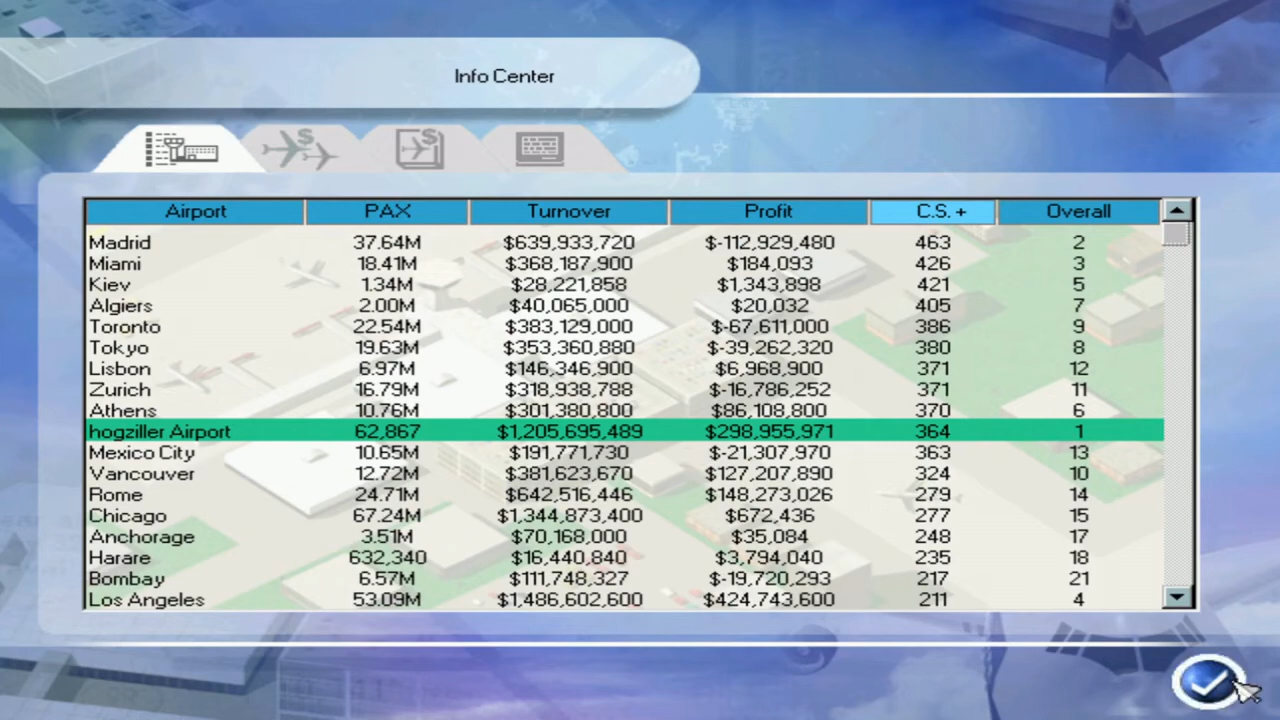 Info Center
Airport PAX Turnover Profit C.S. + Overall
Madrid 37.64M $639,933,720 $-112,929,480 463 2
Miami 18.41M $368,187,900 $184,093 426 3
Kiev 1.34M $28,221,858 $1,343,898 421 5
Algiers 2.00M $40,065,000 $20,032 405 7
Toronto 22.54M $383,129,000 $-67,611,000 386 9
Tokyo 19.63M $353,360,880 $-39,262,320 380 8
Lisbon 6.97M $146,346,900 $6,968,900 371 12
Zurich 16.79M $318,938,788 $-16,786,252 371 11
Athens 10.76M $301,380,800 $86,108,800 370 6
hogziller Airport 62,867 $1,205,695,489 $298,955,971 364 1
Mexico City 10.65M $191,771,730 $-21,307,970 363 13
Vancouver 12.72M $381,623,670 $127,207,890 324 10
Rome 24.71M $642,516,446 $148,273,026 279 14
Chicago 67.24M $1,344,873,400 $672,436 277 15
Anchorage 3.51M $70,168,000 $35,084 248 17
Harare 632,340 $16,440,840 $3,794,040 235 18
Bombay 6.57M $111,748,327 $-19,720,293 217 21
Los Angeles 53.09M $1,486,602,600 $424,743,600 211 4